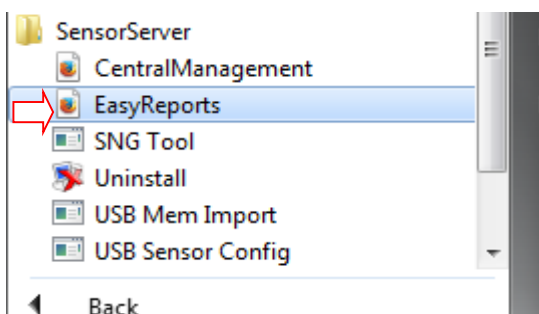 SensorServer
CentralManagement
EasyReports
SNG Tool
Uninstall
USB Mem Import
USB Sensor Config
Back